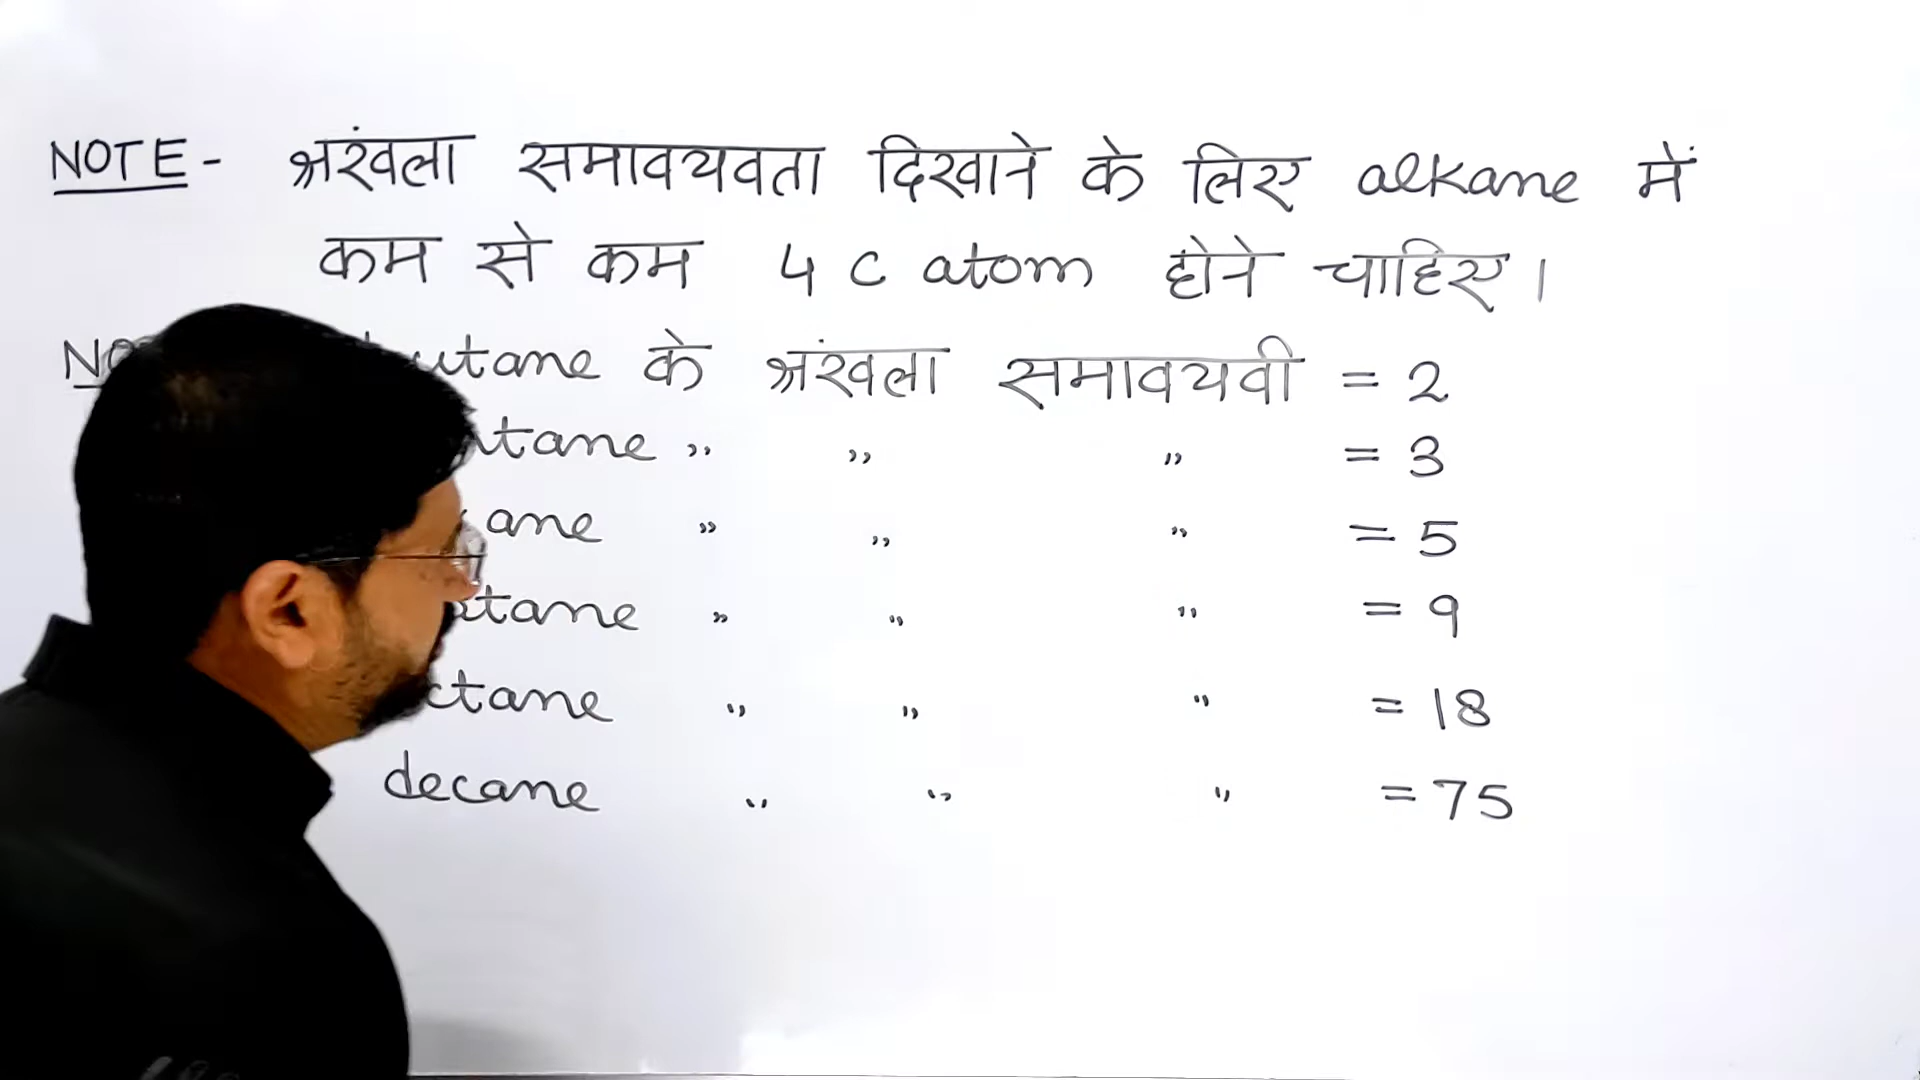 NOTE - श्रंखला समावयवता दिखाने के लिए alkane में
कम से कम 4 C atom होने चाहिए।
butane के श्रंखला समावयवी = 2
tane " " " = 3
ane " " " = 5
tane " " " = 9
ctane " " " = 18
decane " " " = 75